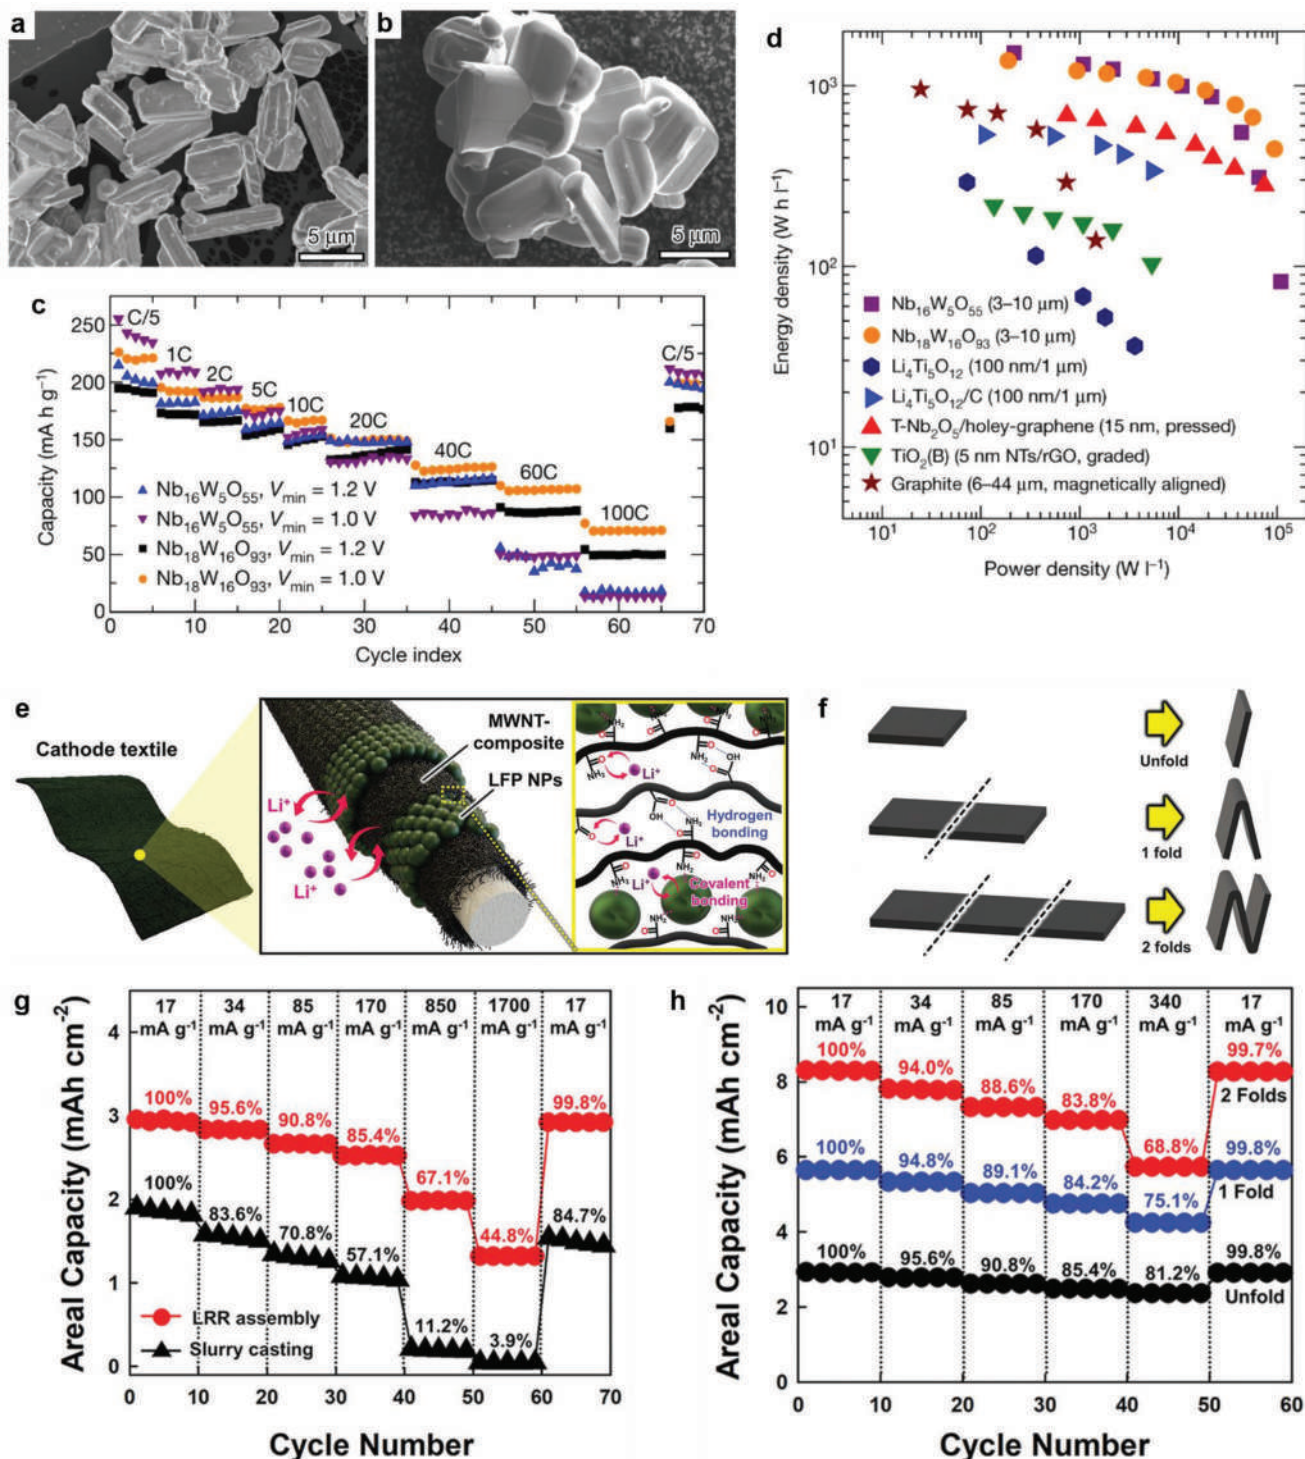 a
5 μm
b
5 μm
c
Capacity (mA h g⁻¹)
250
200
150
100
50
0
C/5
1C
2C
5C
10C
20C
40C
60C
100C
C/5
Nb₁₆W₅O₅₅, Vmin = 1.2 V
Nb₁₆W₅O₅₅, Vmin = 1.0 V
Nb₁₈W₁₆O₉₃, Vmin = 1.2 V
Nb₁₈W₁₆O₉₃, Vmin = 1.0 V
0 10 20 30 40 50 60 70
Cycle index
d
Energy density (W h l⁻¹)
10³
10²
10¹
Nb₁₆W₅O₅₅ (3–10 μm)
Nb₁₈W₁₆O₉₃ (3–10 μm)
Li₄Ti₅O₁₂ (100 nm/1 μm)
Li₄Ti₅O₁₂/C (100 nm/1 μm)
T-Nb₂O₅/holey-graphene (15 nm, pressed)
TiO₂(B) (5 nm NTs/rGO, graded)
Graphite (6–44 μm, magnetically aligned)
10¹ 10² 10³ 10⁴ 10⁵
Power density (W l⁻¹)
e
Cathode textile
MWNT-
composite
LFP NPs
Li⁺
Li⁺
Li⁺
Li⁺
Li⁺
Hydrogen
bonding
Covalent
bonding
f
Unfold
1 fold
2 folds
g
Areal Capacity (mAh cm⁻²)
4
3
2
1
0
17 34 85 170 850 1700 17
mA g⁻¹ mA g⁻¹ mA g⁻¹ mA g⁻¹ mA g⁻¹ mA g⁻¹ mA g⁻¹
100% 95.6% 90.8% 85.4% 67.1% 44.8% 99.8%
100% 83.6% 70.8% 57.1% 11.2% 3.9% 84.7%
LRR assembly
Slurry casting
0 10 20 30 40 50 60 70
Cycle Number
h
Areal Capacity (mAh cm⁻²)
10
8
6
4
2
0
17 34 85 170 340 17
mA g⁻¹ mA g⁻¹ mA g⁻¹ mA g⁻¹ mA g⁻¹ mA g⁻¹
100% 94.0% 88.6% 83.8% 68.8% 99.7%
2 Folds
100% 94.8% 89.1% 84.2% 75.1% 99.8%
1 Fold
100% 95.6% 90.8% 85.4% 81.2% 99.8%
Unfold
0 10 20 30 40 50 60
Cycle Number